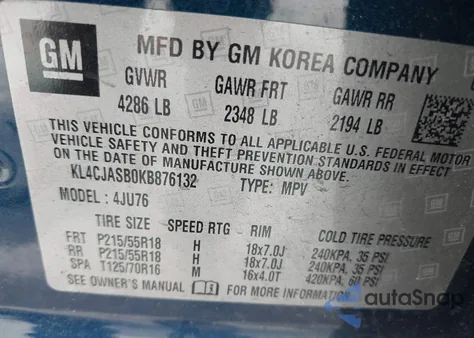 GM
MFD BY GM KOREA COMPANY
GVWR GAWR FRT GAWR RR
4286 LB 2348 LB 2194 LB
THIS VEHICLE CONFORMS TO ALL APPLICABLE U.S. FEDERAL MOTOR
VEHICLE SAFETY AND THEFT PREVENTION STANDARDS IN EFFECT
ON THE DATE OF MANUFACTURE SHOWN ABOVE.
KL4CJASB0KB876132 TYPE: MPV
MODEL: 4JU76
TIRE SIZE SPEED RTG RIM COLD TIRE PRESSURE
FRT P215/55R18 H 18x7.0J 240KPA, 35 PSI
RR P215/55R18 H 18x7.0J 240KPA, 35 PSI
SPA T125/70R16 M 16x4.0T 420KPA, 60 PSI
SEE OWNER'S MANUAL FOR MORE INFORMATION
autoSnap